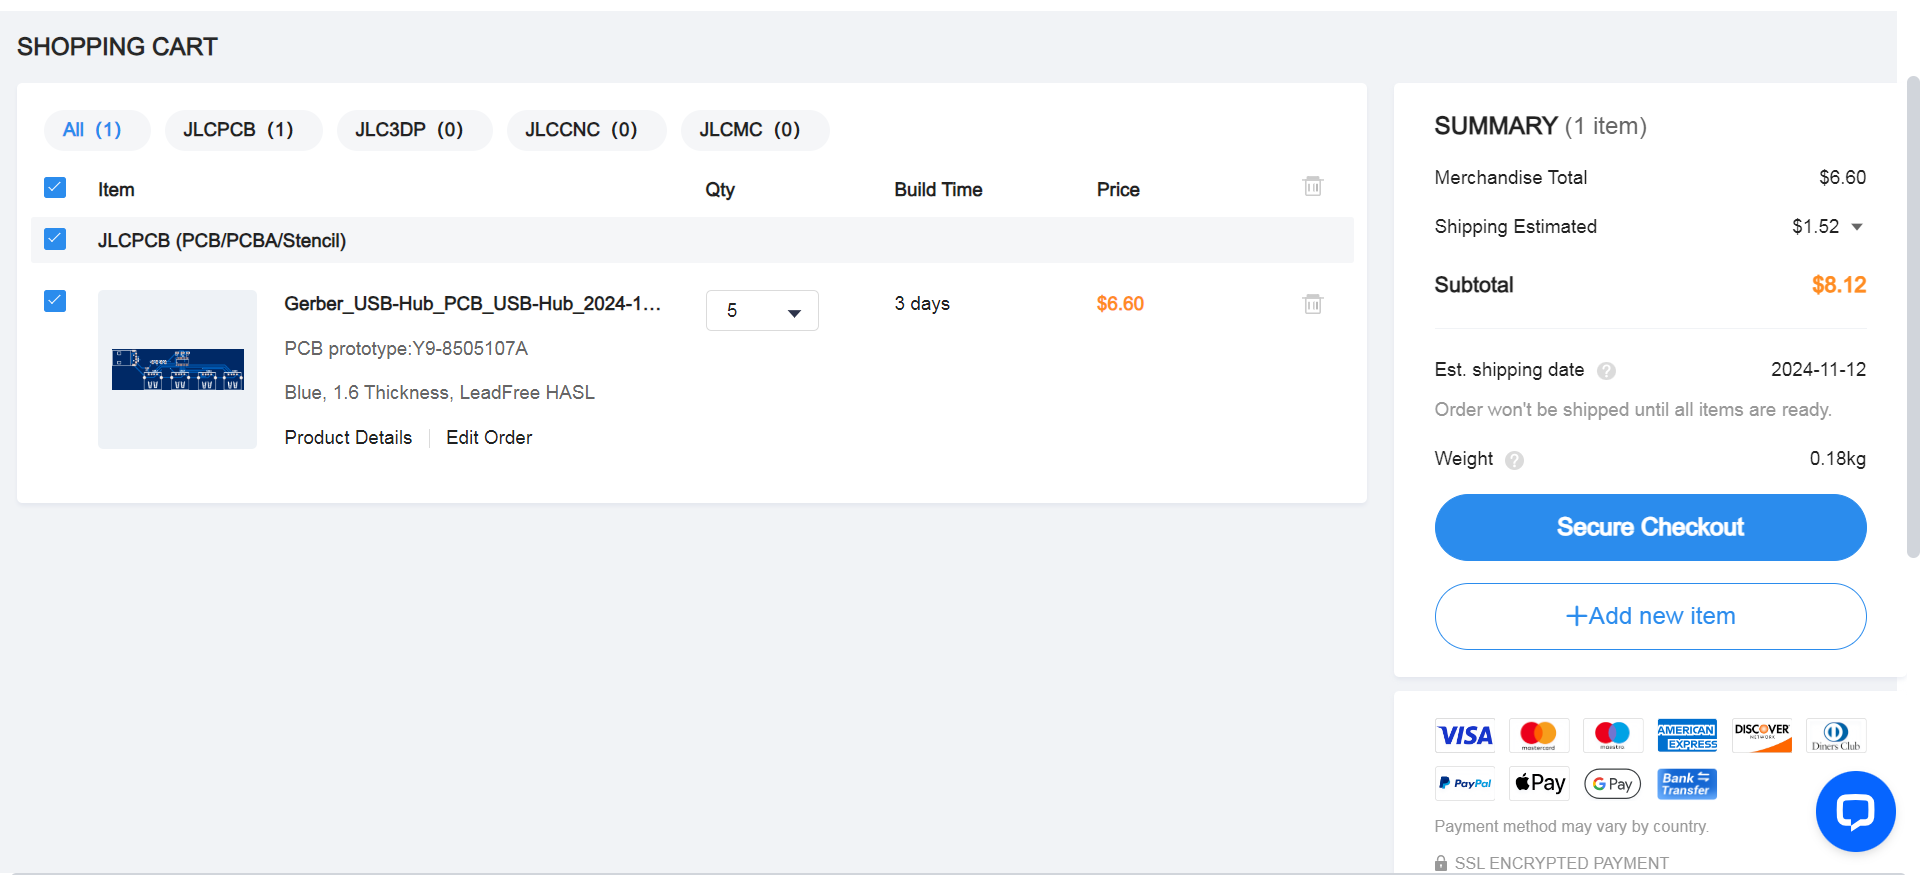 SHOPPING CART
All (1)
JLCPCB (1)
JLC3DP (0)
JLCCNC (0)
JLCMC (0)
Item
Qty
Build Time
Price
JLCPCB (PCB/PCBA/Stencil)
Gerber_USB-Hub_PCB_USB-Hub_2024-1...
5
3 days
$6.60
PCB prototype:Y9-8505107A
Blue, 1.6 Thickness, LeadFree HASL
Product Details
Edit Order
SUMMARY (1 item)
Merchandise Total
$6.60
Shipping Estimated
$1.52
Subtotal
$8.12
Est. shipping date ?
2024-11-12
Order won't be shipped until all items are ready.
Weight ?
0.18kg
Secure Checkout
+Add new item
VISA
mastercard
maestro
AMERICAN
EXPRESS
DISCOVER
NETWORK
Diners Club
PayPal
Pay
G Pay
Bank
Transfer
Payment method may vary by country.
SSL ENCRYPTED PAYMENT